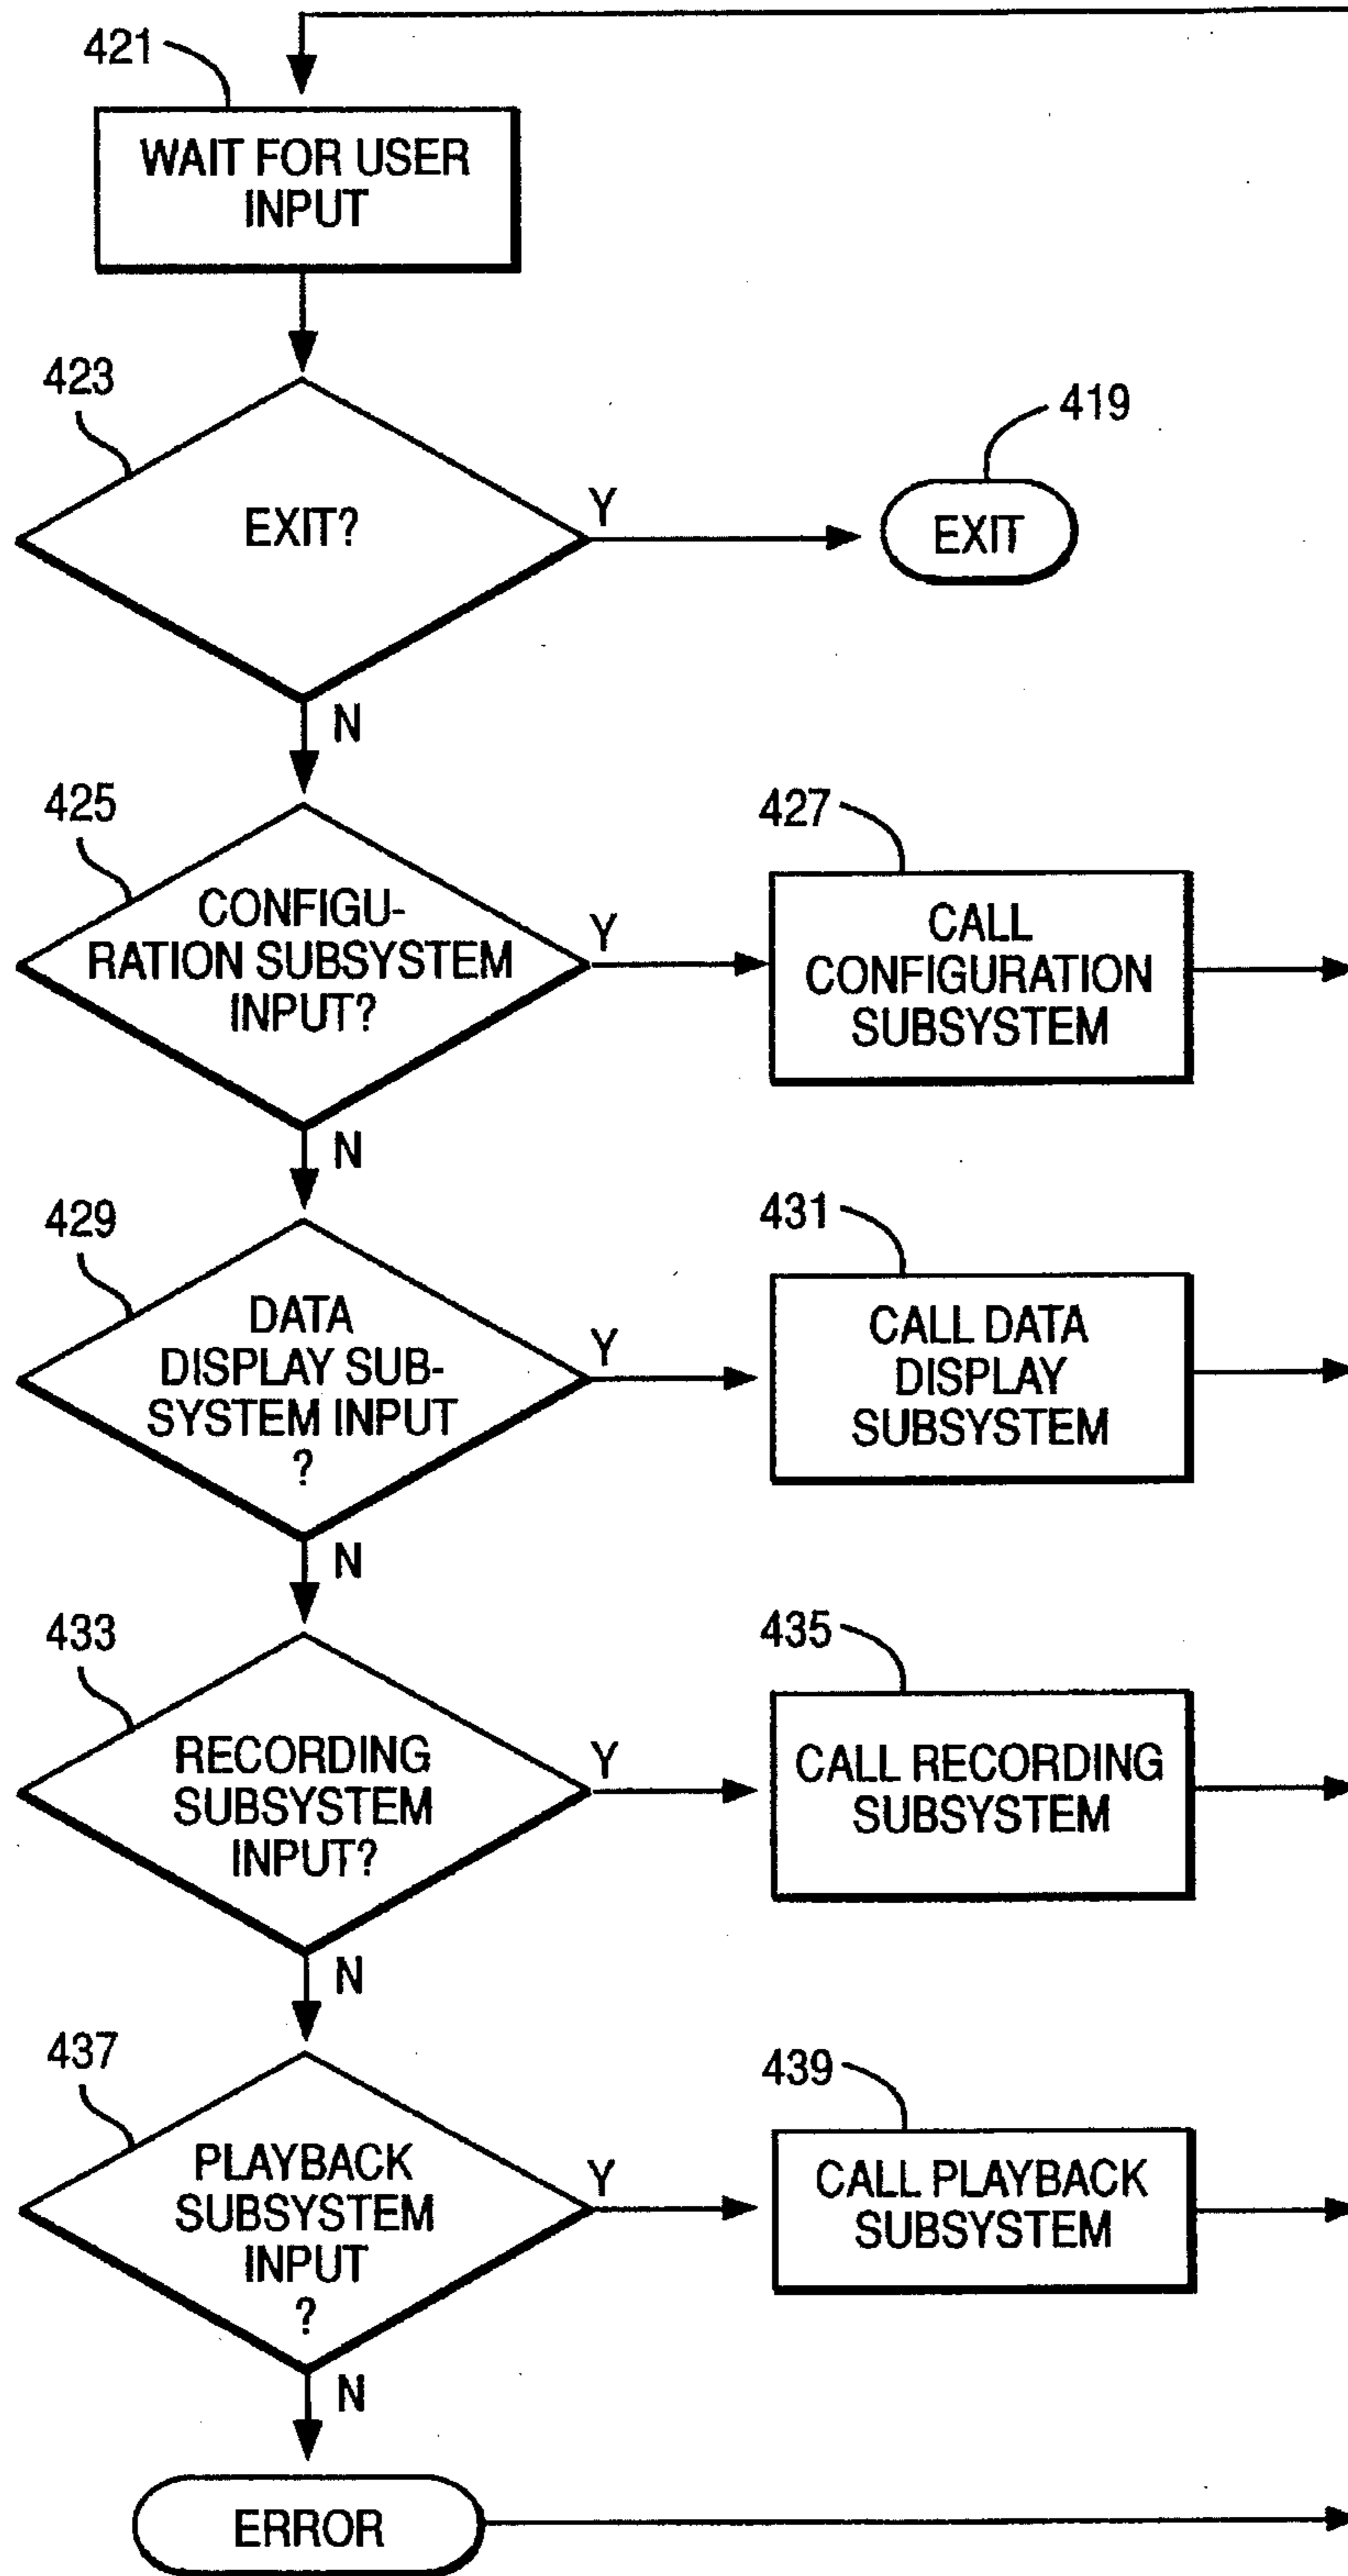 421
WAIT FOR USER
INPUT
423
EXIT?
Y
419
EXIT
N
425
CONFIGU-
RATION SUBSYSTEM
INPUT?
Y
427
CALL
CONFIGURATION
SUBSYSTEM
N
429
DATA
DISPLAY SUB-
SYSTEM INPUT
?
Y
431
CALL DATA
DISPLAY
SUBSYSTEM
N
433
RECORDING
SUBSYSTEM
INPUT?
Y
435
CALL RECORDING
SUBSYSTEM
N
437
PLAYBACK
SUBSYSTEM
INPUT
?
Y
439
CALL PLAYBACK
SUBSYSTEM
N
ERROR